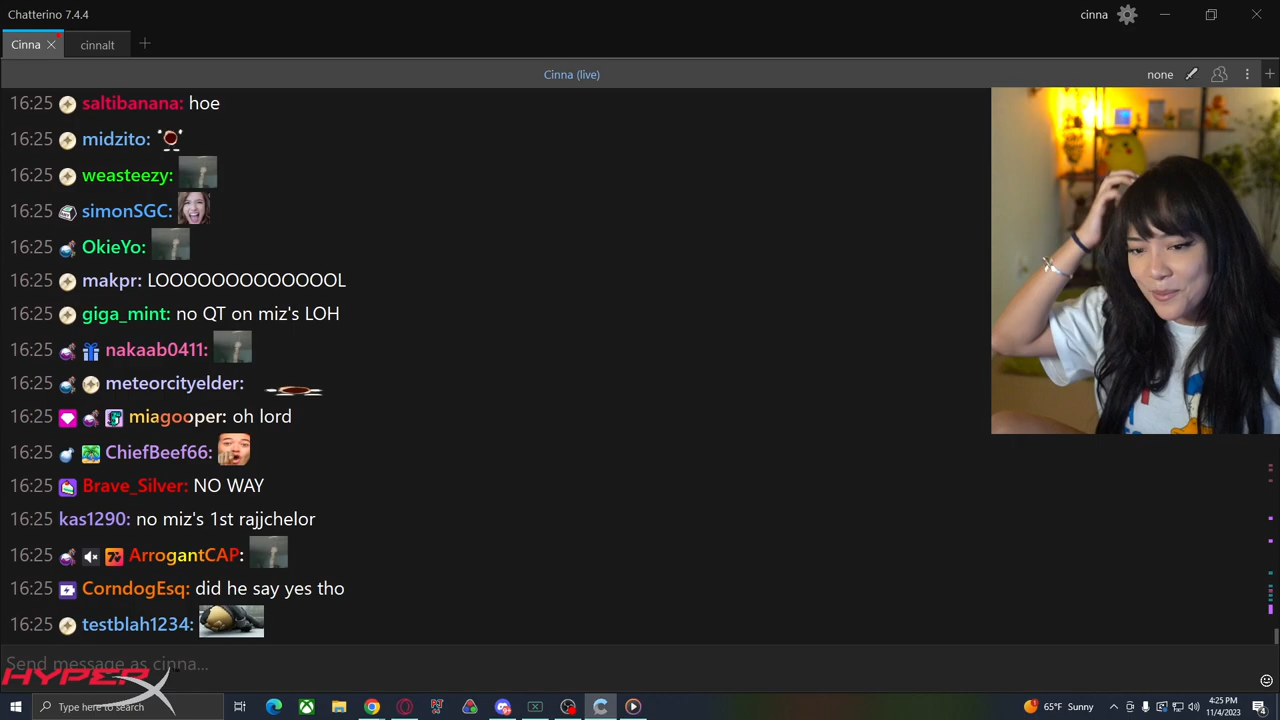 Chatterino 7.4.4
cinna
Cinna
cinnalt
Cinna (live)
none
16:25 saltibanana: hoe
16:25 midzito:
16:25 weasteezy:
16:25 simonSGC:
16:25 OkieYo:
16:25 makpr: LOOOOOOOOOOOOOL
16:25 giga_mint: no QT on miz's LOH
16:25 nakaab0411:
16:25 meteorcityelder:
16:25 miagooper: oh lord
16:25 ChiefBeef66:
16:25 Brave_Silver: NO WAY
16:25 kas1290: no miz's 1st rajjchelor
16:25 ArrogantCAP:
16:25 CorndogEsq: did he say yes tho
16:25 testblah1234:
Send message as cinna...
HYPERX
Type here to search
65°F Sunny
4:25 PM
11/4/2023
4